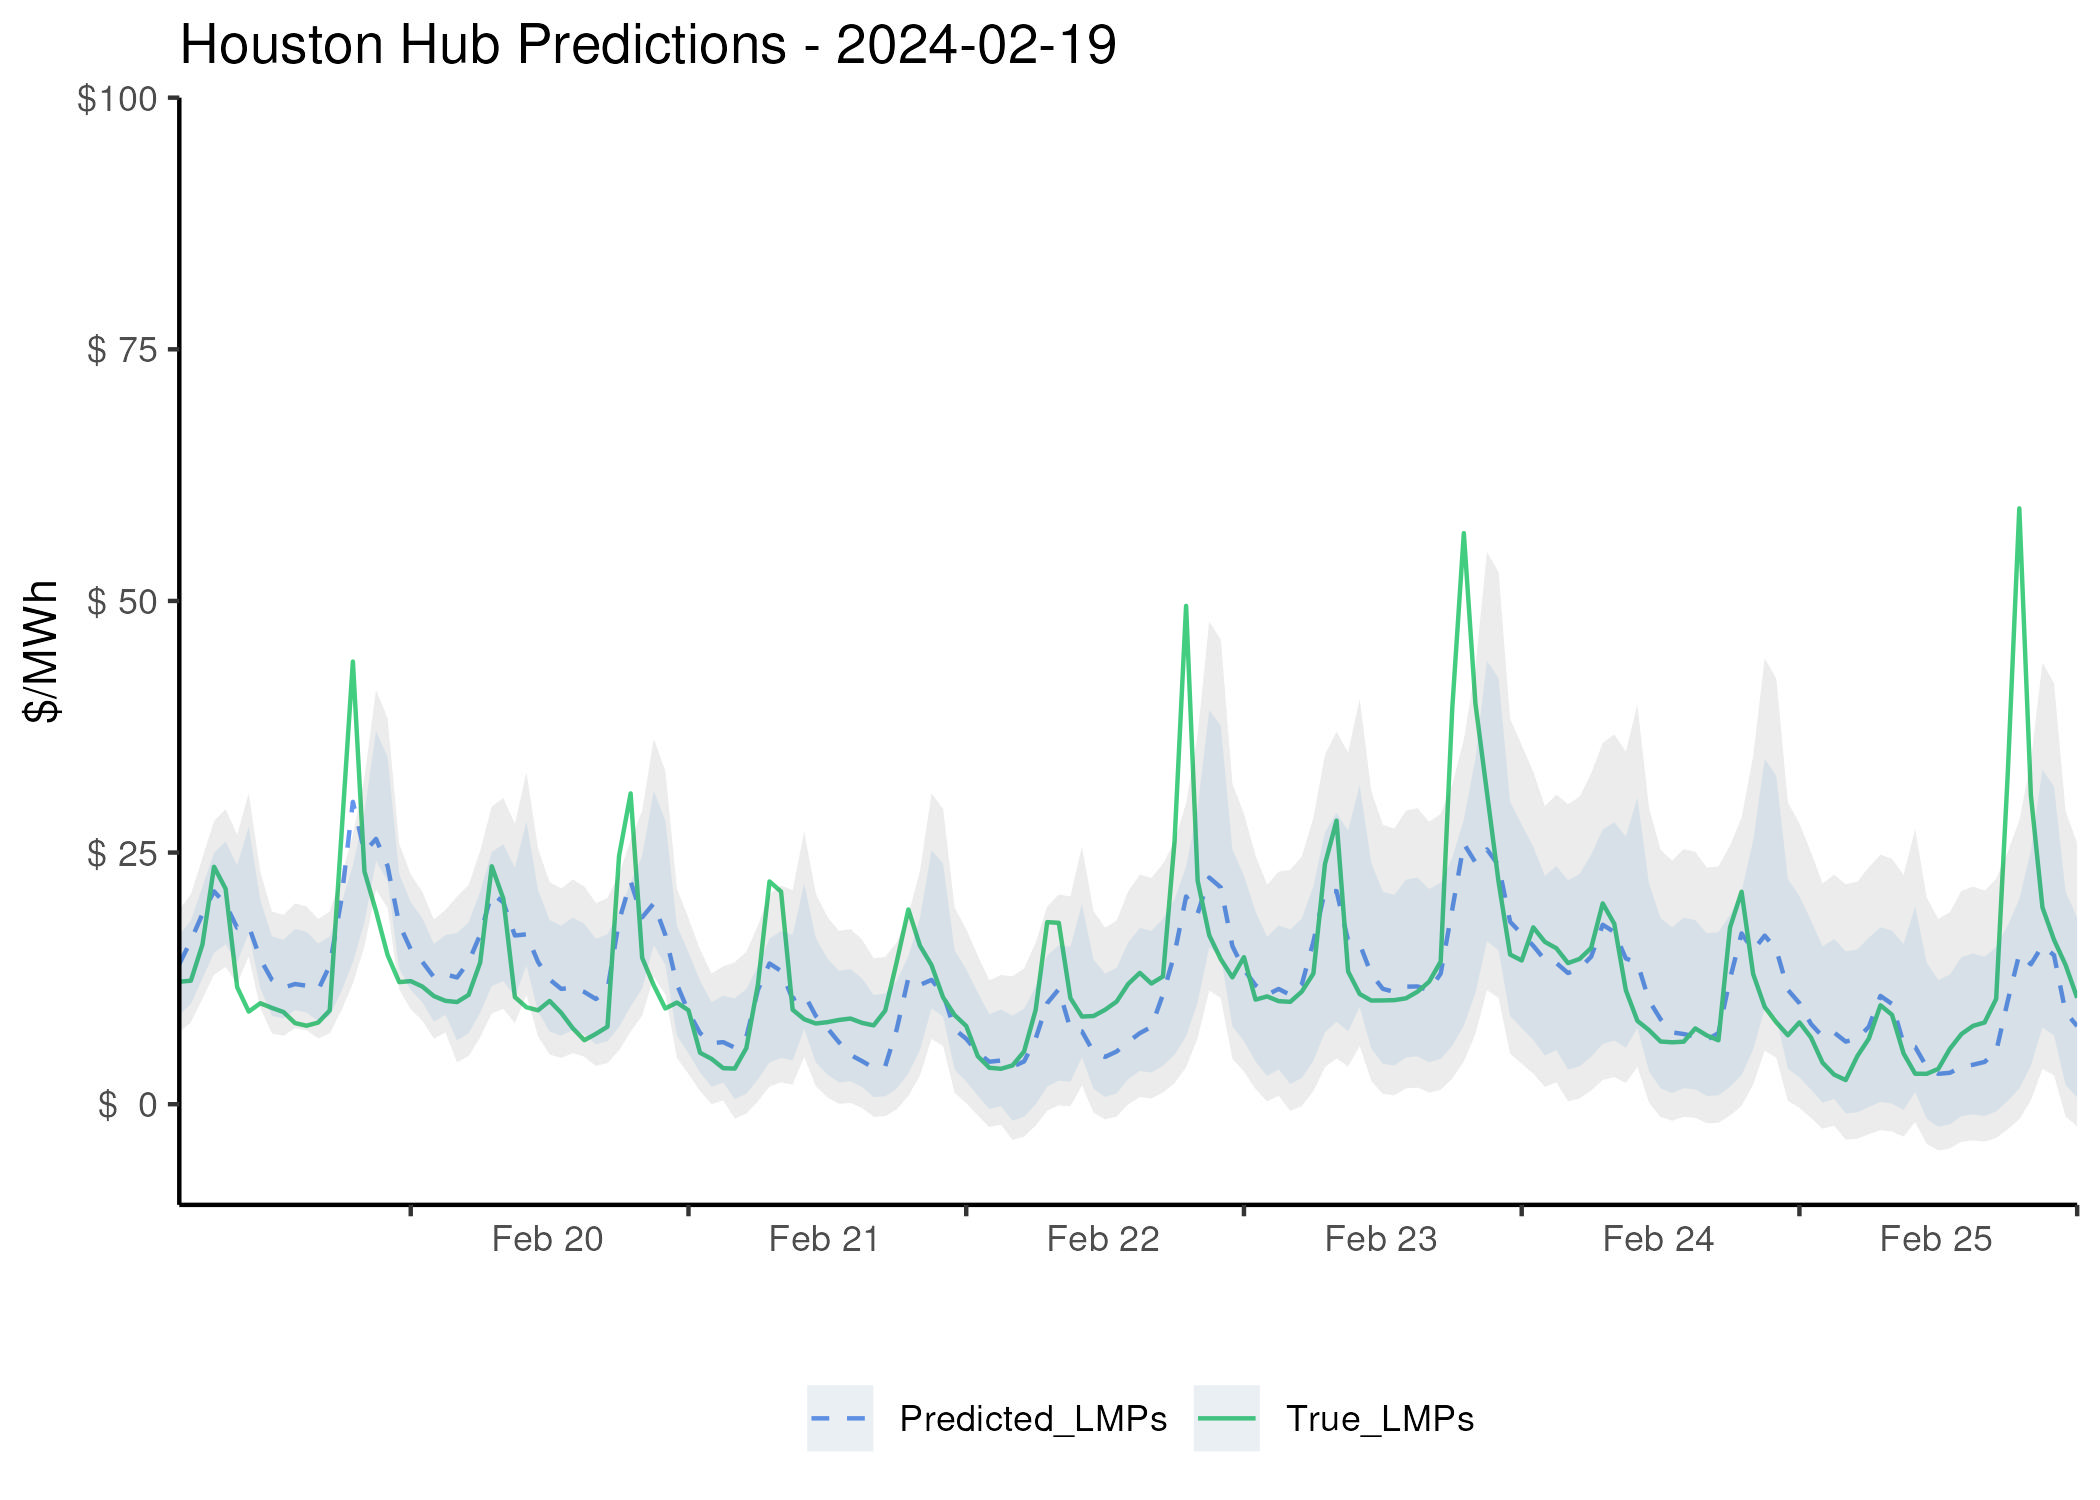 Houston Hub Predictions - 2024-02-19
$100
$ 75
$ 50
$ 25
$ 0
$/MWh
Feb 20 Feb 21 Feb 22 Feb 23 Feb 24 Feb 25
Predicted_LMPs True_LMPs